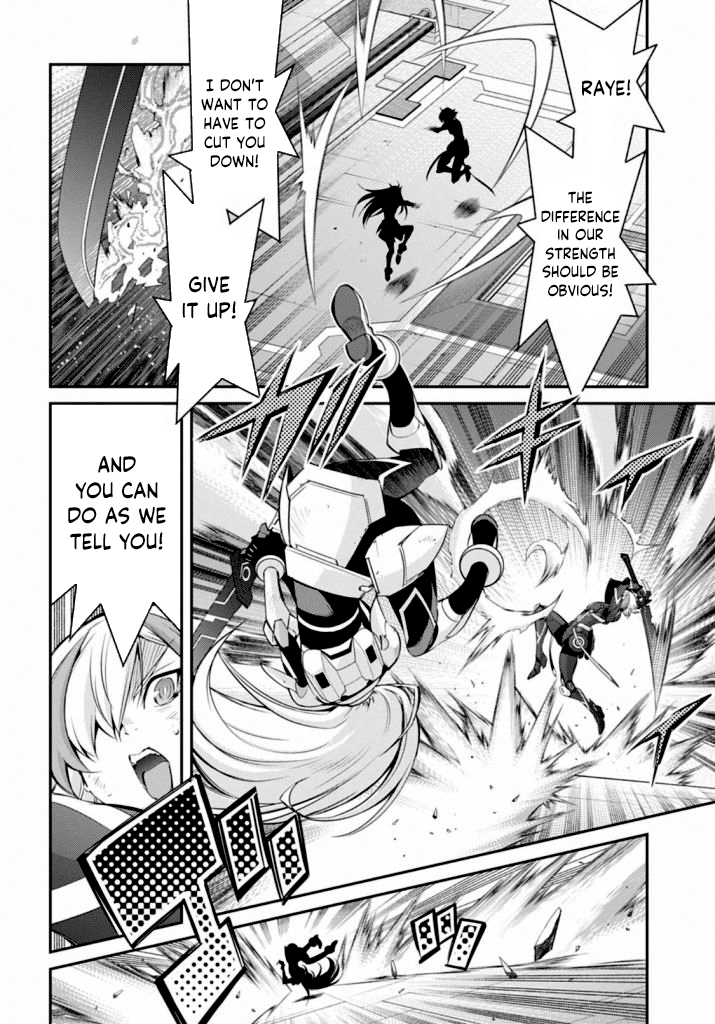 RAYE!
THE
DIFFERENCE
IN OUR
STRENGTH
SHOULD BE
OBVIOUS!
I DON'T
WANT TO
HAVE TO
CUT YOU
DOWN!
GIVE
IT UP!
AND
YOU CAN
DO AS WE
TELL YOU!